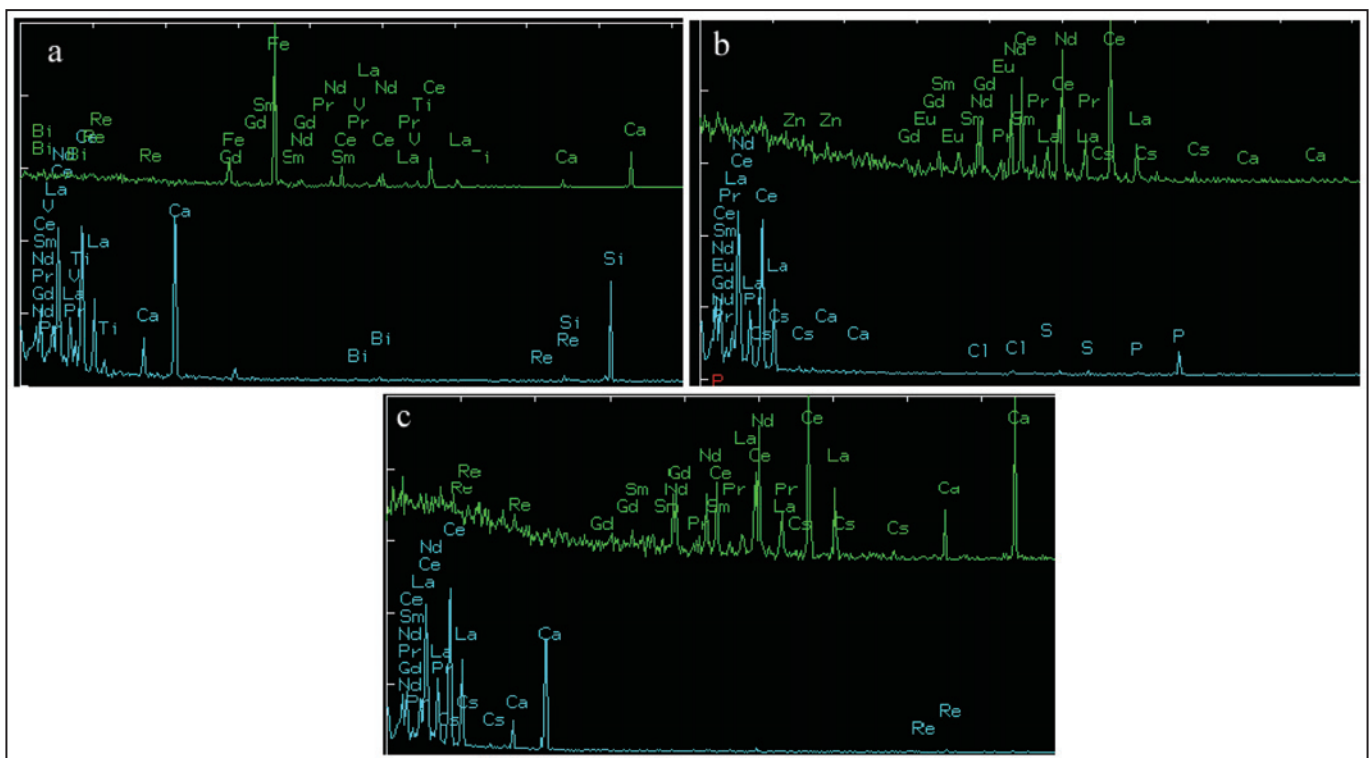 a
Fe
La
Sm Nd Nd Ce
Re Pr V Ti
Bi Ce Gd Gd Pr Pr
Bi Re Fe Nd Ce Ce V La Ca
Nd Bi Re Gd Sm Sm La Ca
Ce
La Ca
V
Ce La
Sm Ti Si
Nd V
Pr
Gd La
Nd P Ti Ca Bi Si
Bi Re Re
b
Ce Nd Ce
Nd
Sm Gd Eu Ce
Gd Sm Nd Pr Pr
Zn Zn Eu Sm La La La
Gd Eu Pr Cs Cs Cs Ca Ca
Nd
Ce
La
Pr Ce
Ce
Sm La
Nd
Eu
Gd La
Nd P Cs Ca S
Pr Cs Cs Ca Cl Cl S P P
P
c
Nd Ce Ca
La
Nd Ce La
Re Gd Ce
Re Sm Nd Pr Pr Ca
Re Gd Sm Sm La
Gd Pr Cs Cs Cs
Ce
Nd
Ce
La
Ce
Sm
Nd La Ca
Pr La
Gd P
Nd Cs Ca
Pr Cs Cs Re Re